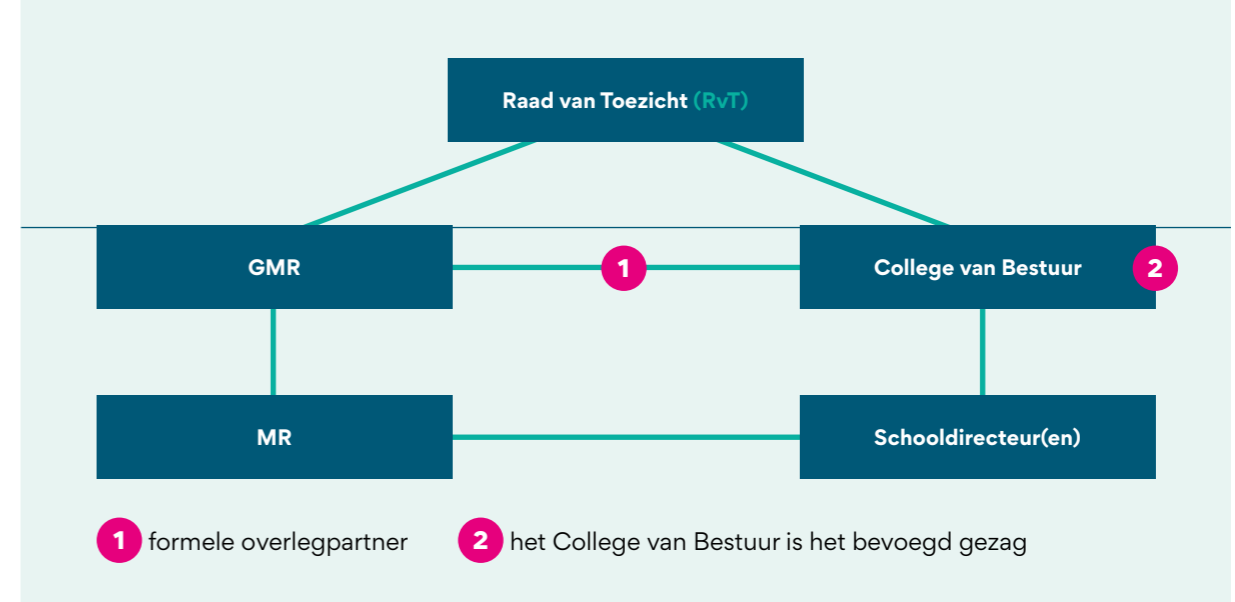 Raad van Toezicht (RvT)
GMR
1
College van Bestuur
2
MR
Schooldirecteur(en)
1 formele overlegpartner
2 het College van Bestuur is het bevoegd gezag